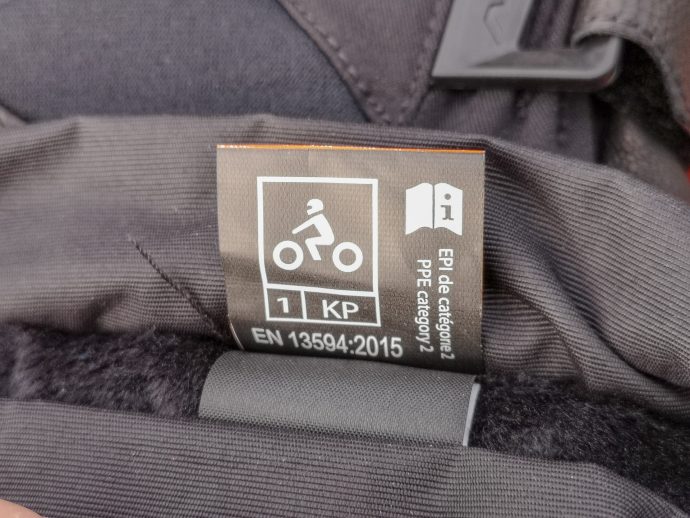 1 KP
EN 13594:2015
i
EPI de catégorie 2
PPE category 2